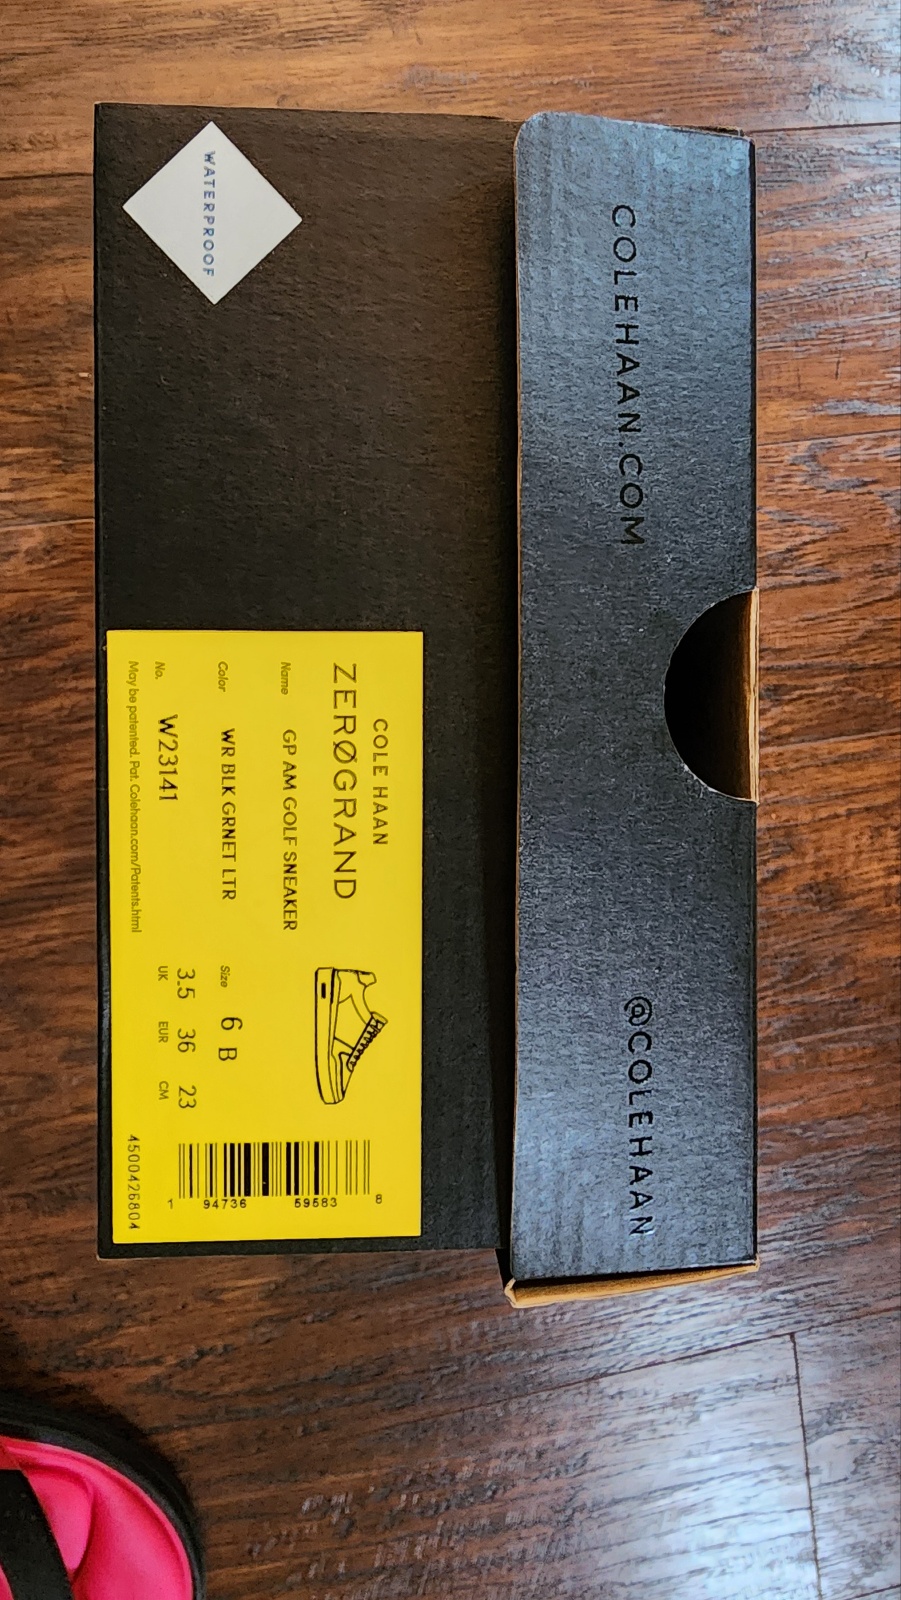 COLEHAAN.COM
@COLEHAAN
WATERPROOF
COLE HAAN
ZERØGRAND
Name GP AM GOLF SNEAKER
Color WR BLK GRNET LTR
Size 6 B
No. W23141
3.5 36 23
UK EUR CM
May be patented. Pat. Colehaan.com/Patents.html
1 94736 59583 8
4500426804